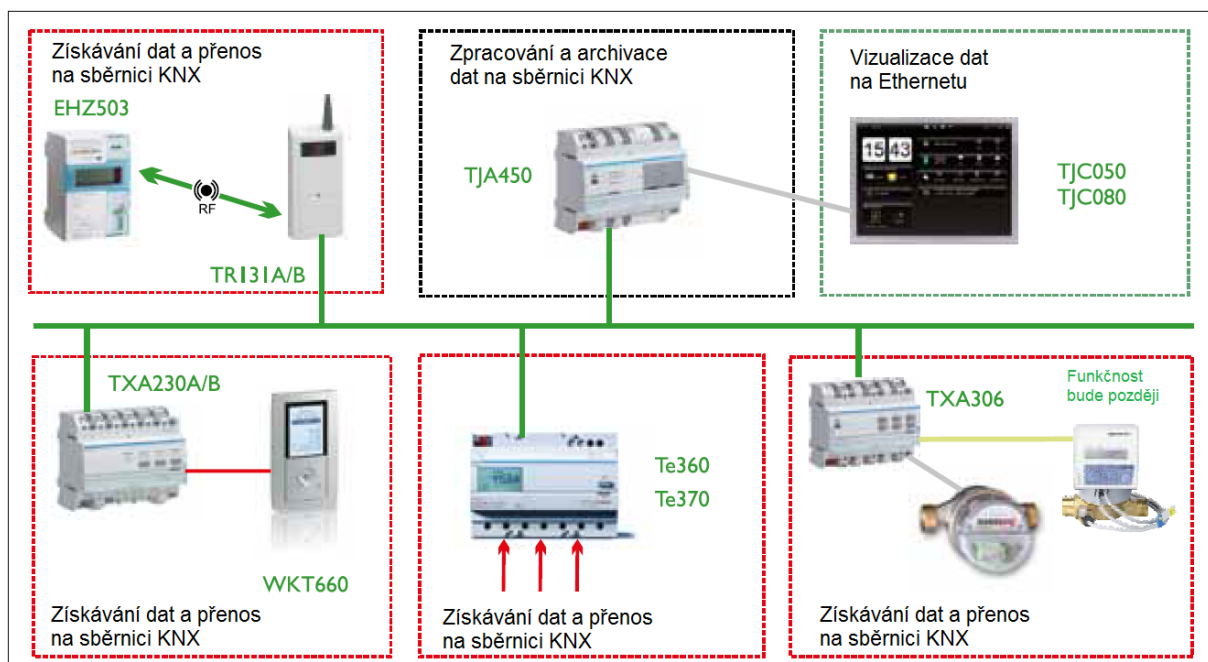 Získávání dat a přenos
na sběrnici KNX
EHZ503
RF
TR131A/B
Zpracování a archivace
dat na sběrnici KNX
TJA450
Vizualizace dat
na Ethernetu
15 43
TJC050
TJC080
TXA230A/B
WKT660
Získávání dat a přenos
na sběrnici KNX
Te360
Te370
Získávání dat a přenos
na sběrnici KNX
TXA306
Funkčnost
bude později
Získávání dat a přenos
na sběrnici KNX